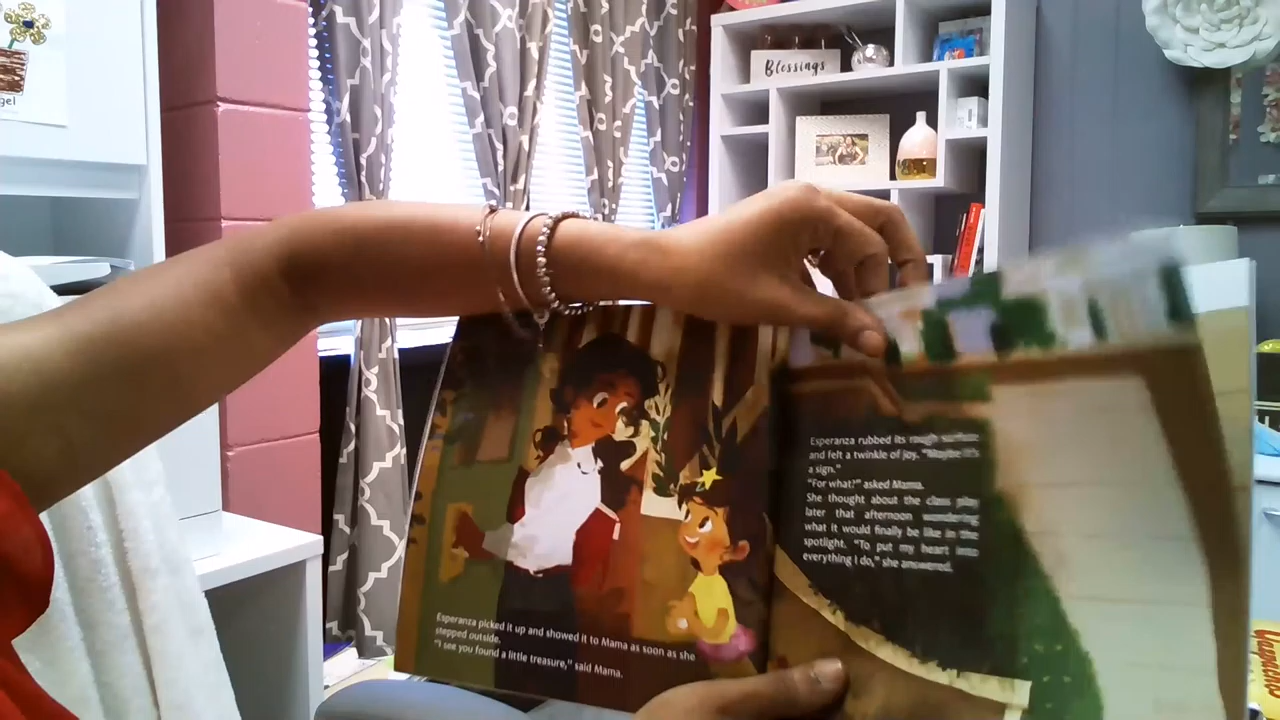 gel
Blessings
Esperanza picked it up and showed it to Mama as soon as she
stepped outside.
"I see you found a little treasure," said Mama.
Esperanza rubbed its rough surface
and felt a twinkle of joy. "Maybe it's
a sign."
"For what?" asked Mama.
She thought about the class play
later that afternoon wondering
what it would finally be like in the
spotlight. "To put my heart into
everything I do," she answered.